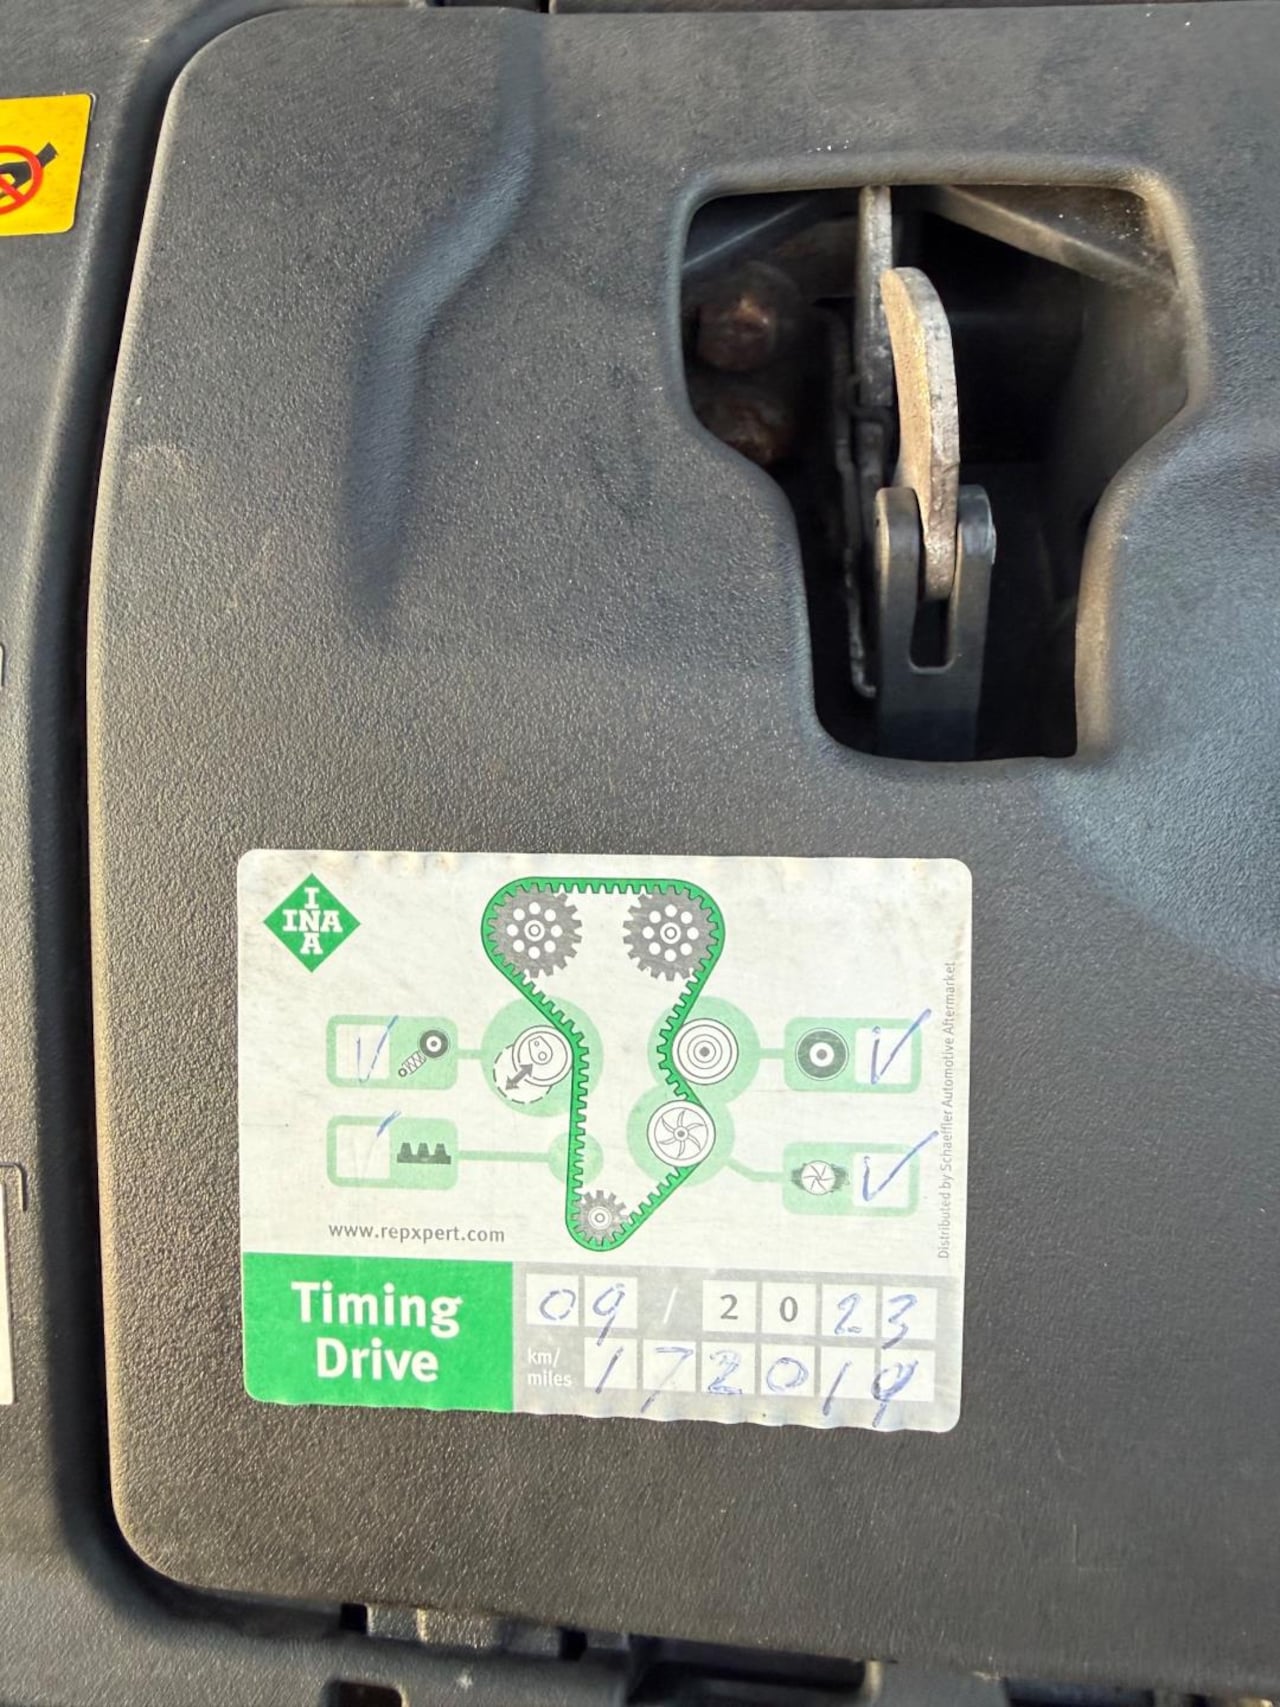 I
INA
A
Distributed by Schaeffler Automotive Aftermarket
www.repxpert.com
Timing
Drive
09 / 2023
km/
miles
172019